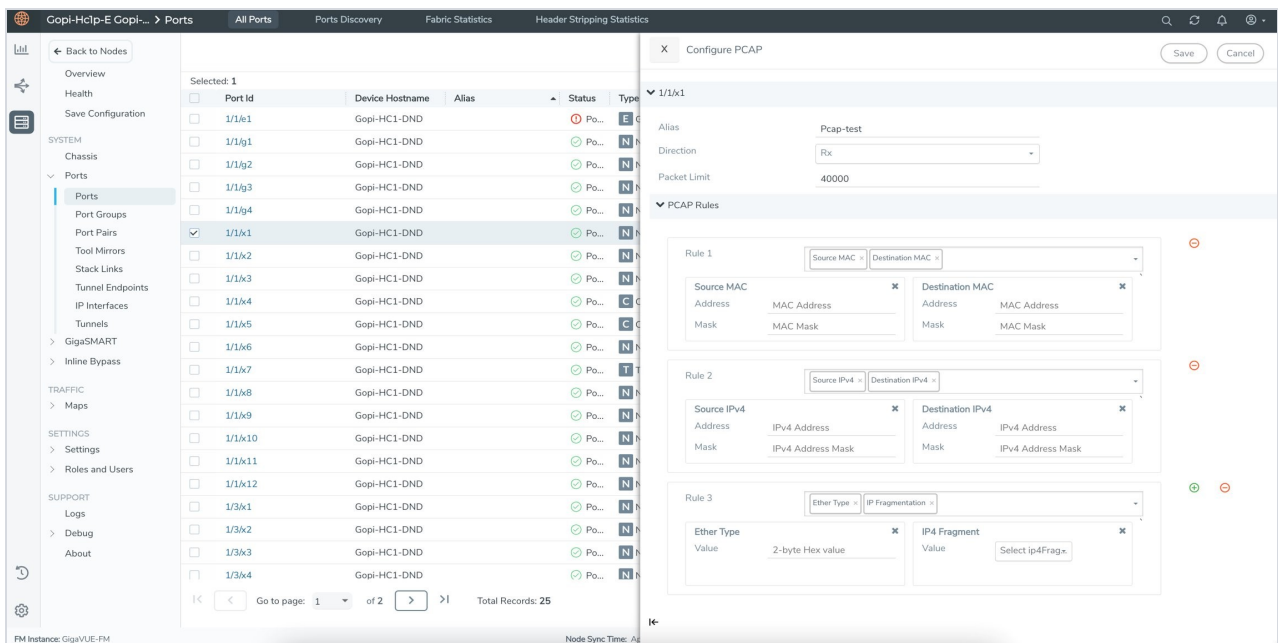 Gopi-Hc1p-E Gopi-... > Ports All Ports Ports Discovery Fabric Statistics Header Stripping Statistics
← Back to Nodes
Overview
Health
Save Configuration
SYSTEM
Chassis
Ports
Ports
Port Groups
Port Pairs
Tool Mirrors
Stack Links
Tunnel Endpoints
IP Interfaces
Tunnels
> GigaSMART
> Inline Bypass
TRAFFIC
> Maps
SETTINGS
> Settings
> Roles and Users
SUPPORT
Logs
> Debug
About
Selected: 1
Port Id Device Hostname Alias Status Type
1/1/e1 Gopi-HC1-DND Po... E
1/1/g1 Gopi-HC1-DND Po... N
1/1/g2 Gopi-HC1-DND Po... N
1/1/g3 Gopi-HC1-DND Po... N
1/1/g4 Gopi-HC1-DND Po... N
1/1/x1 Gopi-HC1-DND Po... N
1/1/x2 Gopi-HC1-DND Po... N
1/1/x3 Gopi-HC1-DND Po... N
1/1/x4 Gopi-HC1-DND Po... C
1/1/x5 Gopi-HC1-DND Po... C
1/1/x6 Gopi-HC1-DND Po... N
1/1/x7 Gopi-HC1-DND Po... T
1/1/x8 Gopi-HC1-DND Po... N
1/1/x9 Gopi-HC1-DND Po... N
1/1/x10 Gopi-HC1-DND Po... N
1/1/x11 Gopi-HC1-DND Po... N
1/1/x12 Gopi-HC1-DND Po... N
1/3/x1 Gopi-HC1-DND Po... N
1/3/x2 Gopi-HC1-DND Po... N
1/3/x3 Gopi-HC1-DND Po... N
1/3/x4 Gopi-HC1-DND Po... N
Go to page: 1 of 2 Total Records: 25
X Configure PCAP Save Cancel
1/1/x1
Alias Pcap-test
Direction Rx
Packet Limit 40000
PCAP Rules
Rule 1 Source MAC × Destination MAC ×
Source MAC Destination MAC
Address MAC Address Address MAC Address
Mask MAC Mask Mask MAC Mask
Rule 2 Source IPv4 × Destination IPv4 ×
Source IPv4 Destination IPv4
Address IPv4 Address Address IPv4 Address
Mask IPv4 Address Mask Mask IPv4 Address Mask
Rule 3 Ether Type × IP Fragmentation ×
Ether Type IP4 Fragment
Value 2-byte Hex value Value Select ip4Frag..
FM Instance: GigaVUE-FM Node Sync Time: